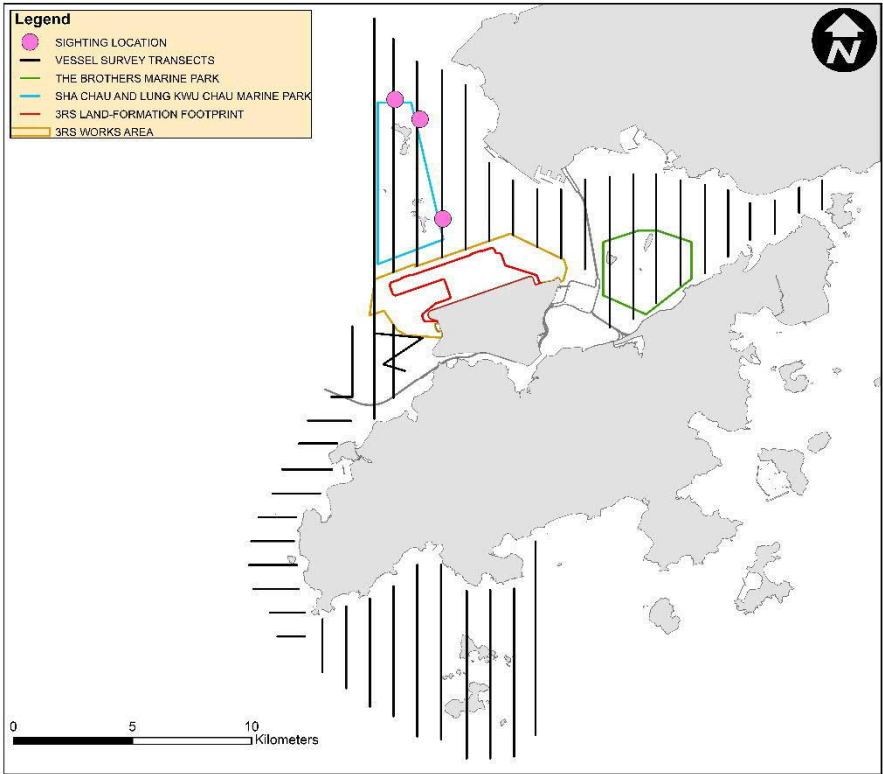 Legend
SIGHTING LOCATION
VESSEL SURVEY TRANSECTS
THE BROTHERS MARINE PARK
SHA CHAU AND LUNG KWU CHAU MARINE PARK
3RS LAND-FORMATION FOOTPRINT
3RS WORKS AREA
N
0 5 10
Kilometers